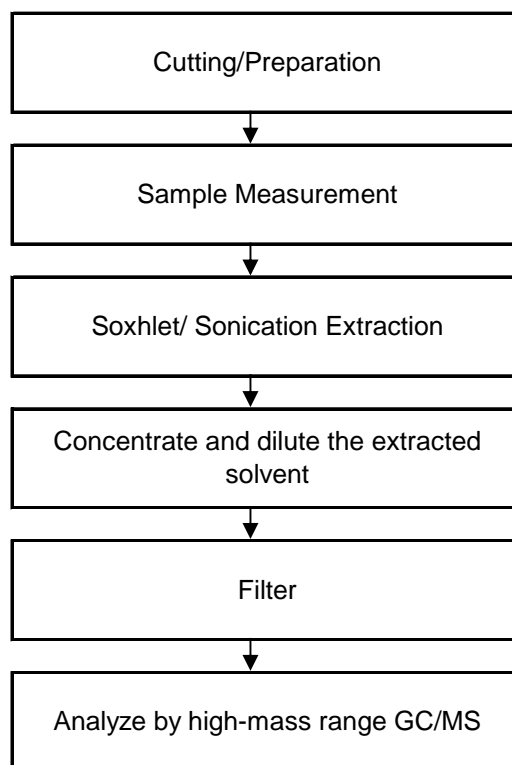 Cutting/Preparation
Sample Measurement
Soxhlet/ Sonication Extraction
Concentrate and dilute the extracted
solvent
Filter
Analyze by high-mass range GC/MS